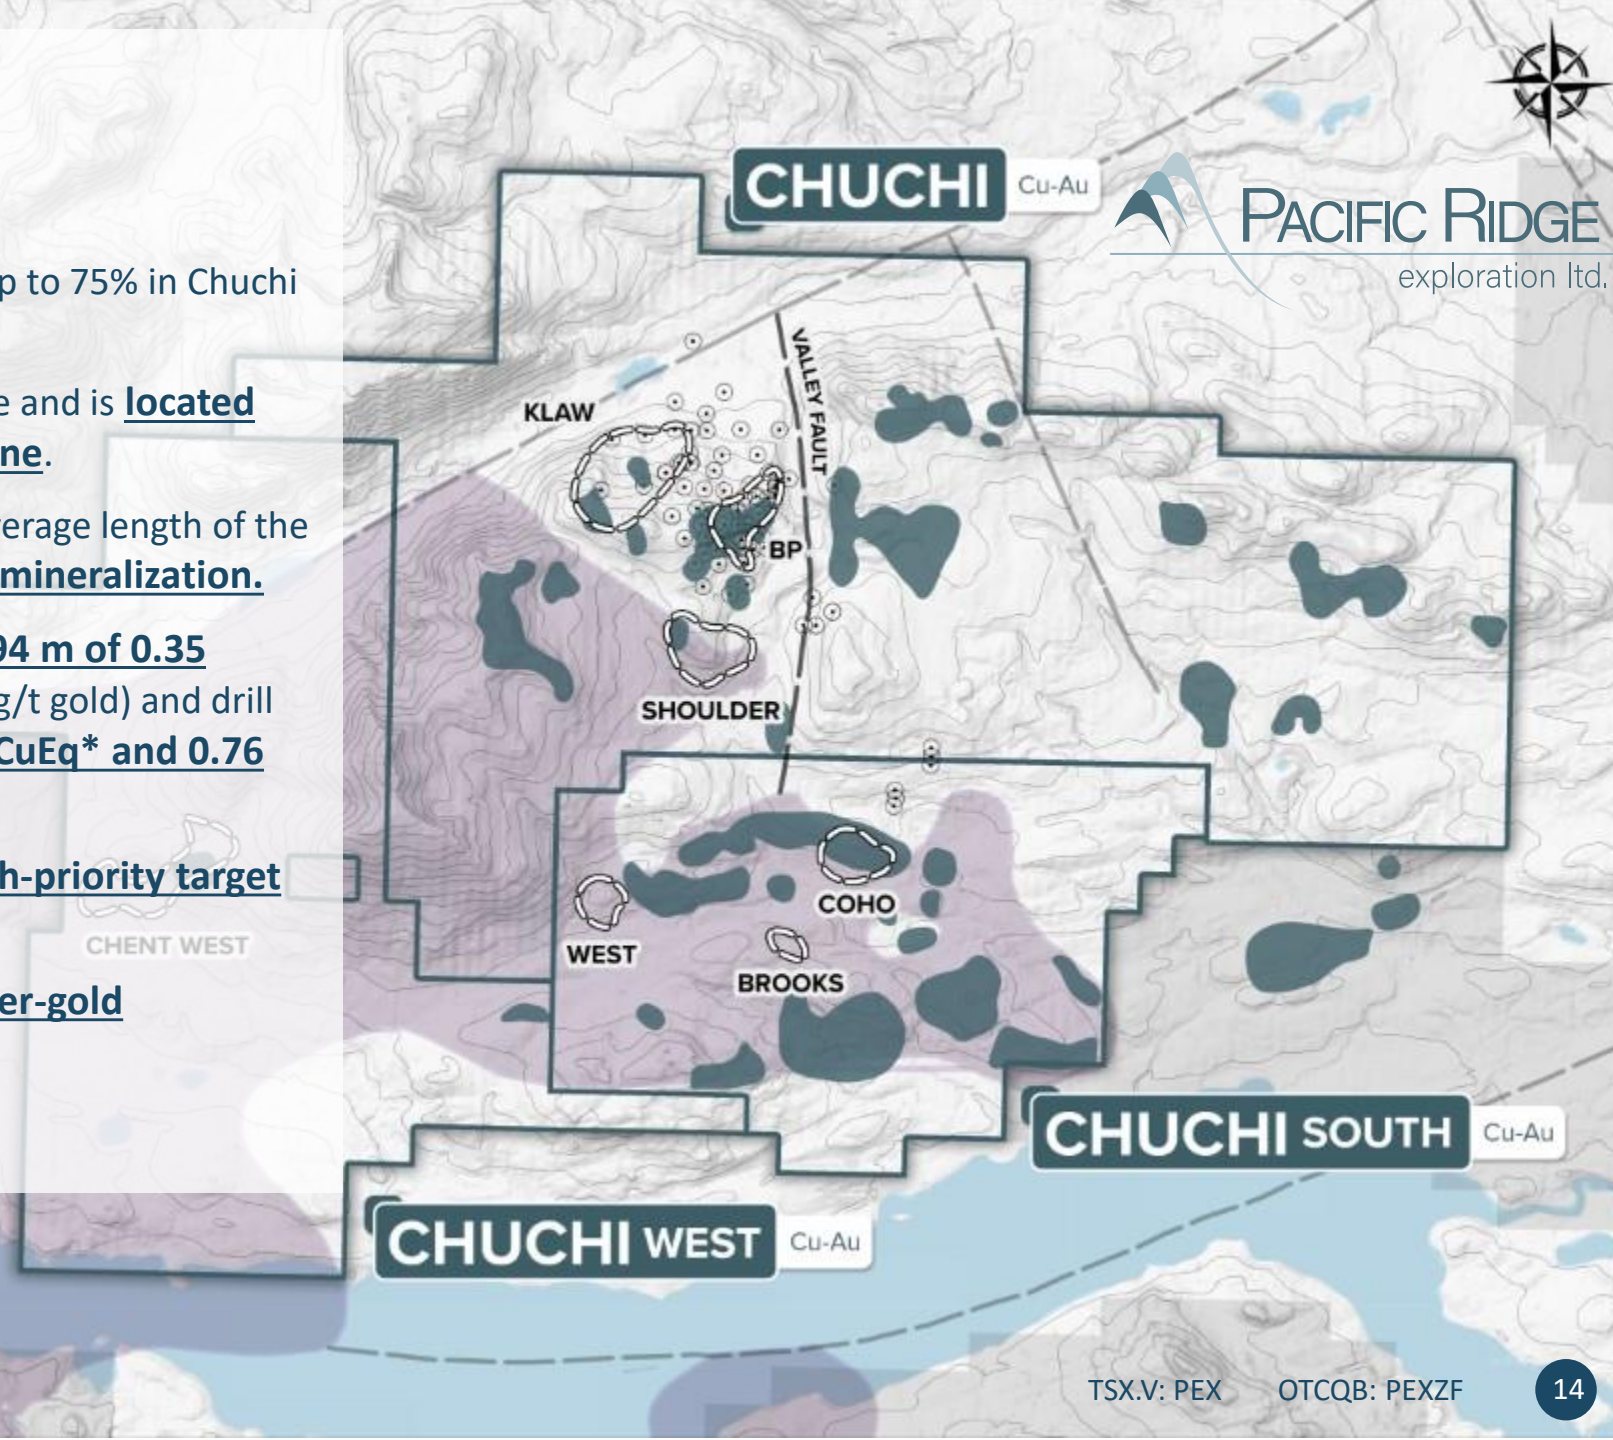 CHUCHI Cu-Au
PACIFIC RIDGE
exploration ltd.
to 75% in Chuchi
e and is located
ne.
erage length of the
mineralization.
94 m of 0.35
g/t gold) and drill
CuEq* and 0.76
h-priority target
er-gold
KLAW
VALLEY FAULT
BP
SHOULDER
COHO
WEST
BROOKS
CHENT WEST
CHUCHI SOUTH Cu-Au
CHUCHI WEST Cu-Au
TSX.V: PEX OTCQB: PEXZF 14